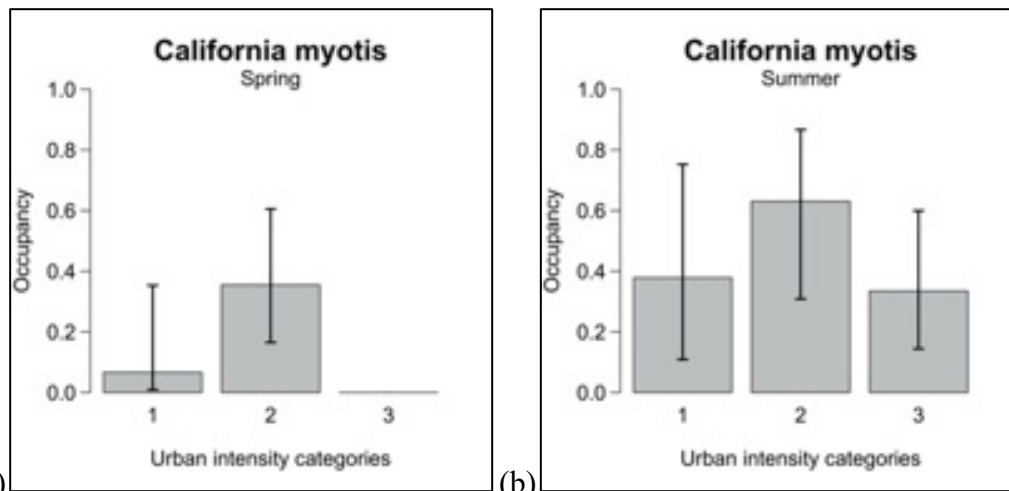 California myotis
Spring
1.0
0.8
0.6
0.4
0.2
0.0
Occupancy
1 2 3
Urban intensity categories
)
(b)
California myotis
Summer
1.0
0.8
0.6
0.4
0.2
0.0
Occupancy
1 2 3
Urban intensity categories